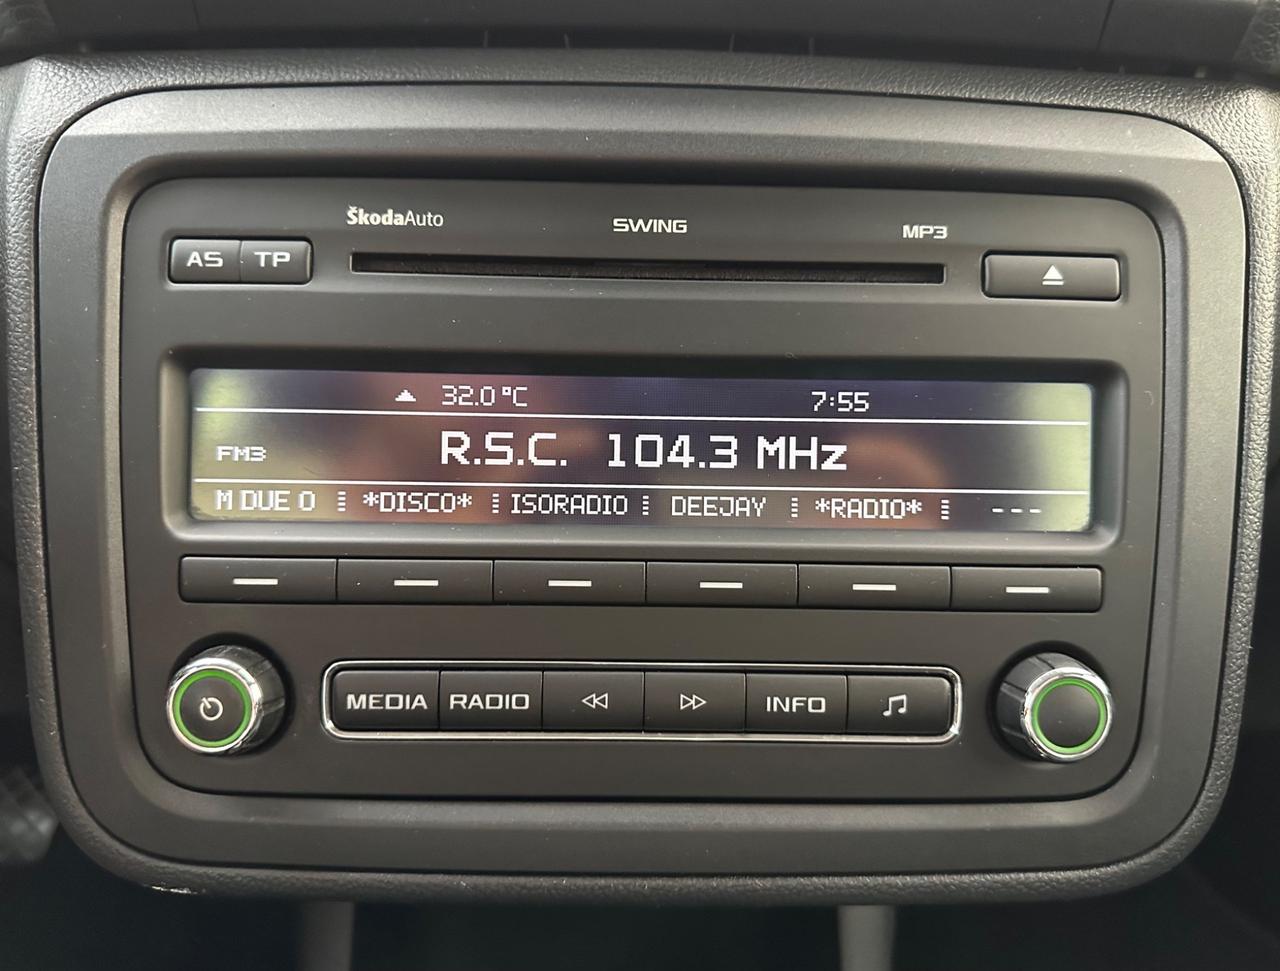 ŠkodaAuto SWING MP3
AS TP
32.0 °C 7:55
FM3 R.S.C. 104.3 MHz
M DUE O *DISCO* ISORADIO DEEJAY *RADIO* ---
MEDIA RADIO INFO